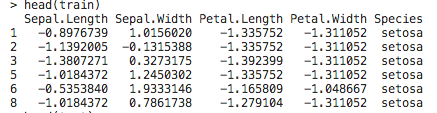 > head(train)
Sepal.Length Sepal.Width Petal.Length Petal.Width Species
1 -0.8976739 1.0156020 -1.335752 -1.311052 setosa
2 -1.1392005 -0.1315388 -1.335752 -1.311052 setosa
3 -1.3807271 0.3273175 -1.392399 -1.311052 setosa
5 -1.0184372 1.2450302 -1.335752 -1.311052 setosa
6 -0.5353840 1.9333146 -1.165809 -1.048667 setosa
8 -1.0184372 0.7861738 -1.279104 -1.311052 setosa